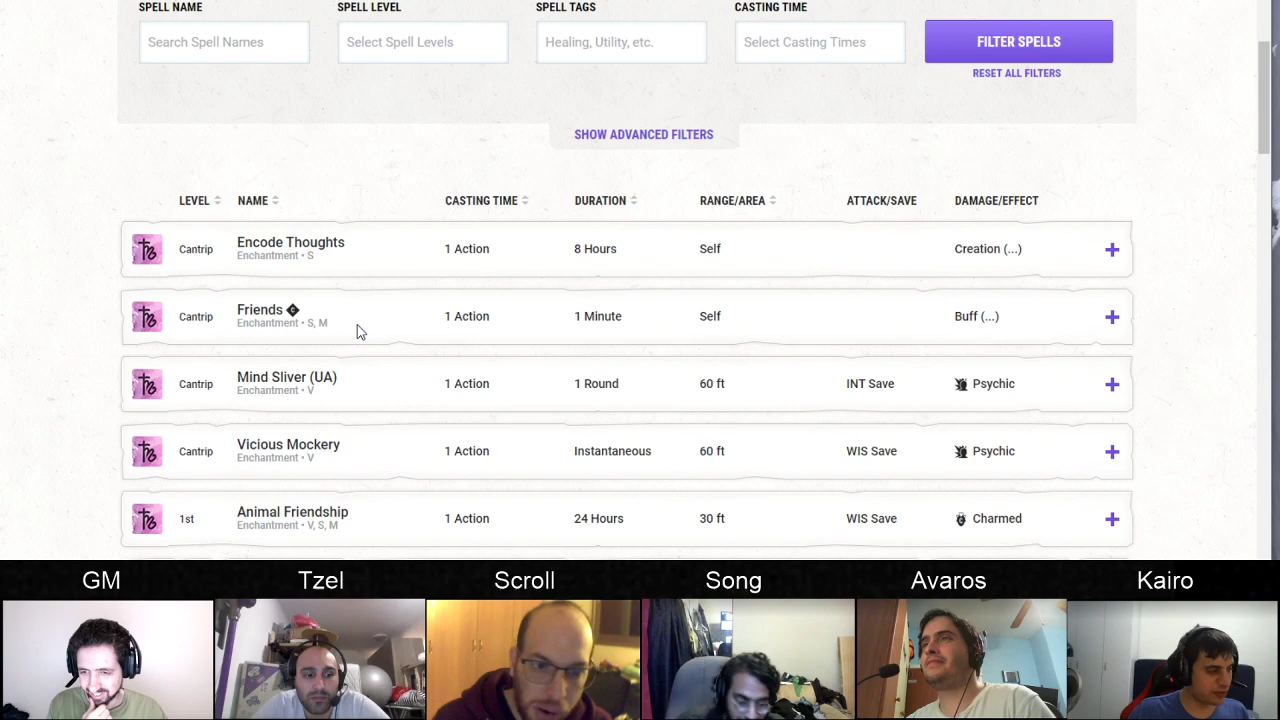 SPELL NAME SPELL LEVEL SPELL TAGS CASTING TIME
Search Spell Names Select Spell Levels Healing, Utility, etc. Select Casting Times FILTER SPELLS
RESET ALL FILTERS
SHOW ADVANCED FILTERS
LEVEL NAME CASTING TIME DURATION RANGE/AREA ATTACK/SAVE DAMAGE/EFFECT
Cantrip Encode Thoughts 1 Action 8 Hours Self Creation (...)
Enchantment • S
Cantrip Friends 1 Action 1 Minute Self Buff (...)
Enchantment • S, M
Cantrip Mind Sliver (UA) 1 Action 1 Round 60 ft INT Save Psychic
Enchantment • V
Cantrip Vicious Mockery 1 Action Instantaneous 60 ft WIS Save Psychic
Enchantment • V
1st Animal Friendship 1 Action 24 Hours 30 ft WIS Save Charmed
Enchantment • V, S, M
GM Tzel Scroll Song Avaros Kairo